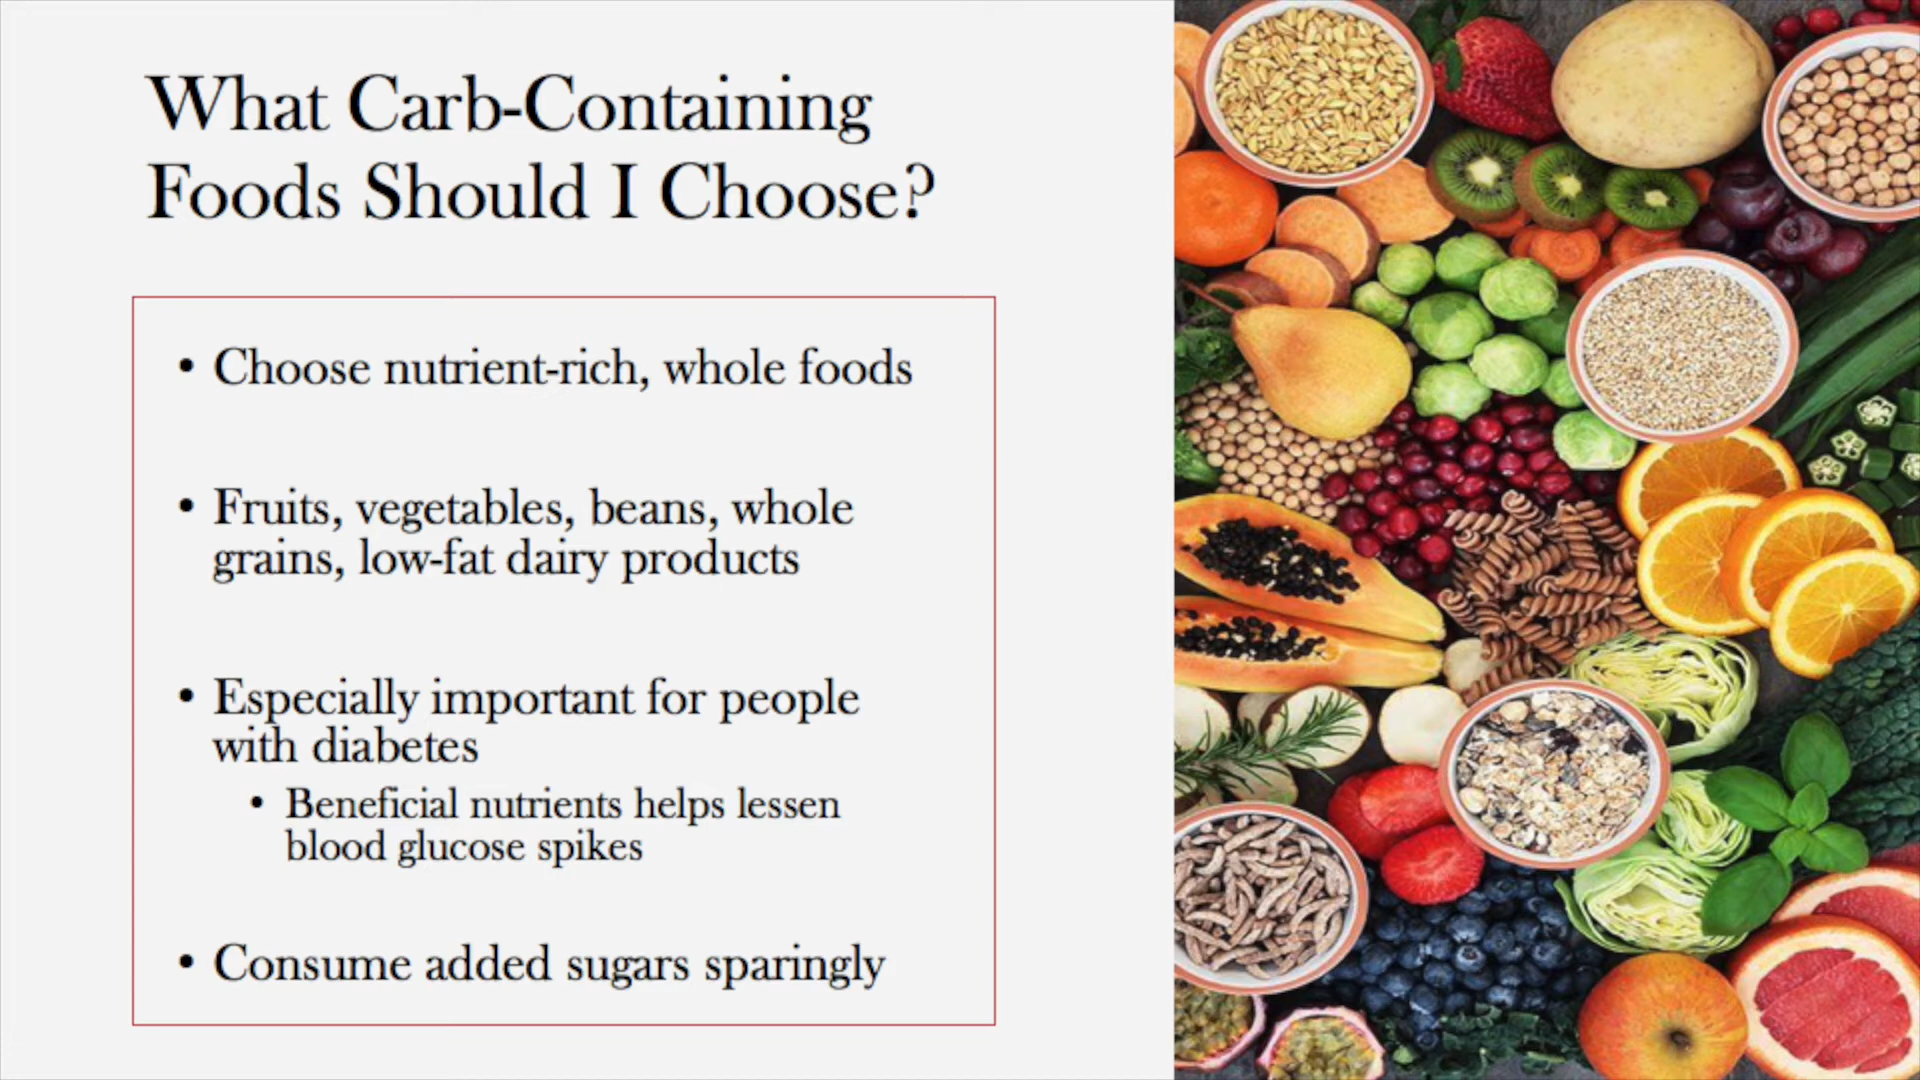 What Carb-Containing
Foods Should I Choose?
• Choose nutrient-rich, whole foods
• Fruits, vegetables, beans, whole
grains, low-fat dairy products
• Especially important for people
with diabetes
• Beneficial nutrients helps lessen
blood glucose spikes
• Consume added sugars sparingly